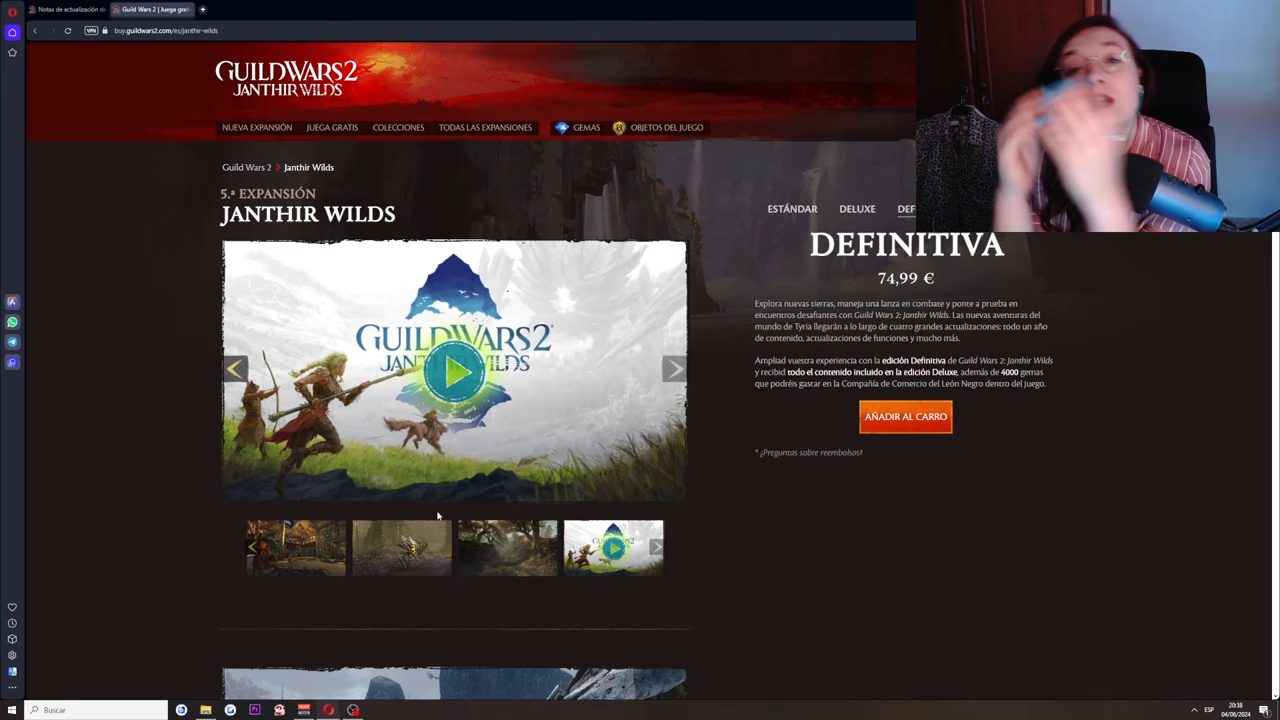 Notas de actualización de
Guild Wars 2 | Juega grat
VPN
buy.guildwars2.com/es/janthir-wilds
GUILD WARS 2
JANTHIR WILDS
NUEVA EXPANSIÓN
JUEGA GRATIS
COLECCIONES
TODAS LAS EXPANSIONES
GEMAS
OBJETOS DEL JUEGO
Guild Wars 2 > Janthir Wilds
5.ª EXPANSIÓN
JANTHIR WILDS
GUILD WARS 2
JANTHIR WILDS
ESTÁNDAR
DELUXE
DEF
DEFINITIVA
74,99 €
Explora nuevas tierras, maneja una lanza en combate y ponte a prueba en
encuentros desafiantes con Guild Wars 2: Janthir Wilds. Las nuevas aventuras del
mundo de Tyria llegarán a lo largo de cuatro grandes actualizaciones: todo un año
de contenido, actualizaciones de funciones y mucho más.
Ampliad vuestra experiencia con la edición Definitiva de Guild Wars 2: Janthir Wilds
y recibid todo el contenido incluido en la edición Deluxe, además de 4000 gemas
que podréis gastar en la Compañía de Comercio del León Negro dentro del juego.
AÑADIR AL CARRO
* ¿Preguntas sobre reembolsos?
Buscar
ESP
20:38
04/06/2024